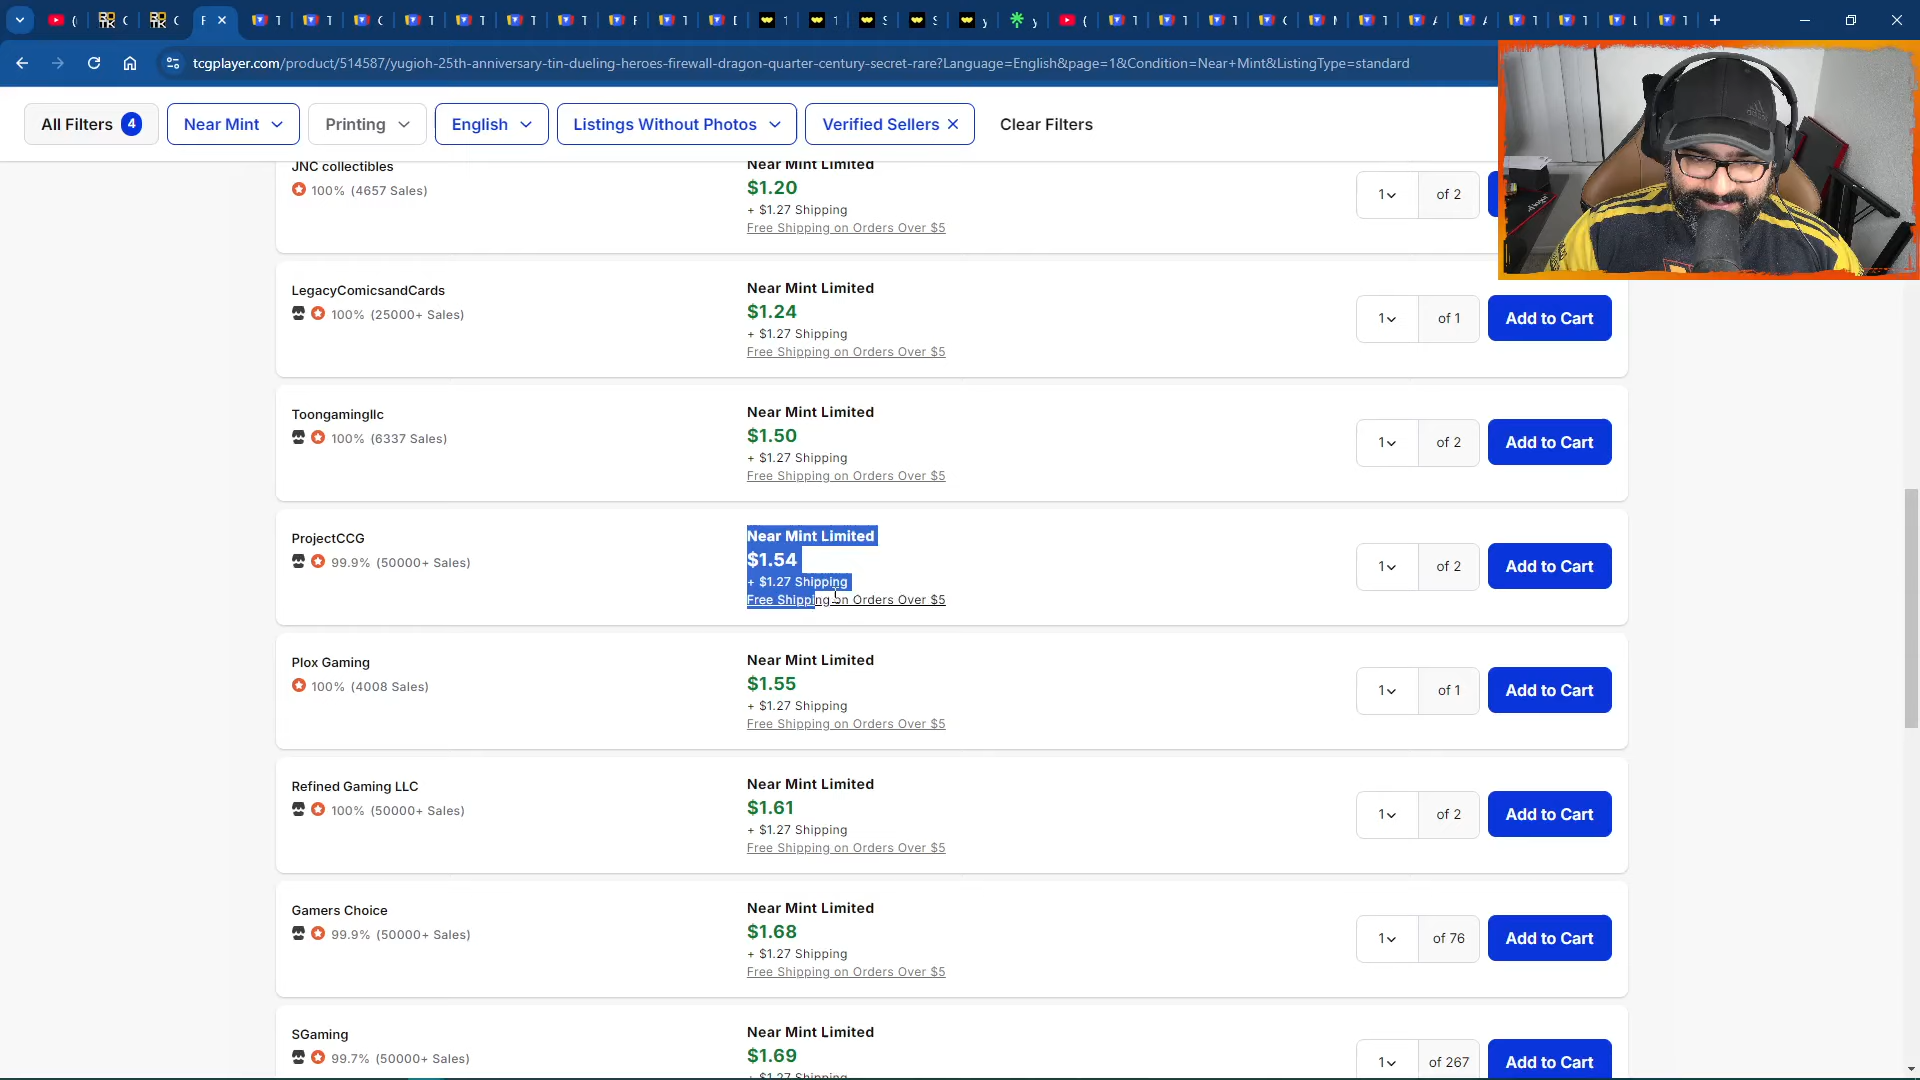 tcgplayer.com/product/514587/yugioh-25th-anniversary-tin-dueling-heroes-firewall-dragon-quarter-century-secret-rare?Language=English&page=1&Condition=Near+Mint&ListingType=standard
All Filters 4
Near Mint
Printing
English
Listings Without Photos
Verified Sellers
Clear Filters
JNC collectibles
100% (4657 Sales)
Near Mint Limited
$1.20
+ $1.27 Shipping
Free Shipping on Orders Over $5
1
of 2
LegacyComicsandCards
100% (25000+ Sales)
Near Mint Limited
$1.24
+ $1.27 Shipping
Free Shipping on Orders Over $5
1
of 1
Add to Cart
Toongamingllc
100% (6337 Sales)
Near Mint Limited
$1.50
+ $1.27 Shipping
Free Shipping on Orders Over $5
1
of 2
Add to Cart
ProjectCCG
99.9% (50000+ Sales)
Near Mint Limited
$1.54
+ $1.27 Shipping
Free Shipping on Orders Over $5
1
of 2
Add to Cart
Plox Gaming
100% (4008 Sales)
Near Mint Limited
$1.55
+ $1.27 Shipping
Free Shipping on Orders Over $5
1
of 1
Add to Cart
Refined Gaming LLC
100% (50000+ Sales)
Near Mint Limited
$1.61
+ $1.27 Shipping
Free Shipping on Orders Over $5
1
of 2
Add to Cart
Gamers Choice
99.9% (50000+ Sales)
Near Mint Limited
$1.68
+ $1.27 Shipping
Free Shipping on Orders Over $5
1
of 76
Add to Cart
SGaming
99.7% (50000+ Sales)
Near Mint Limited
$1.69
+ $1.27 Shipping
1
of 267
Add to Cart